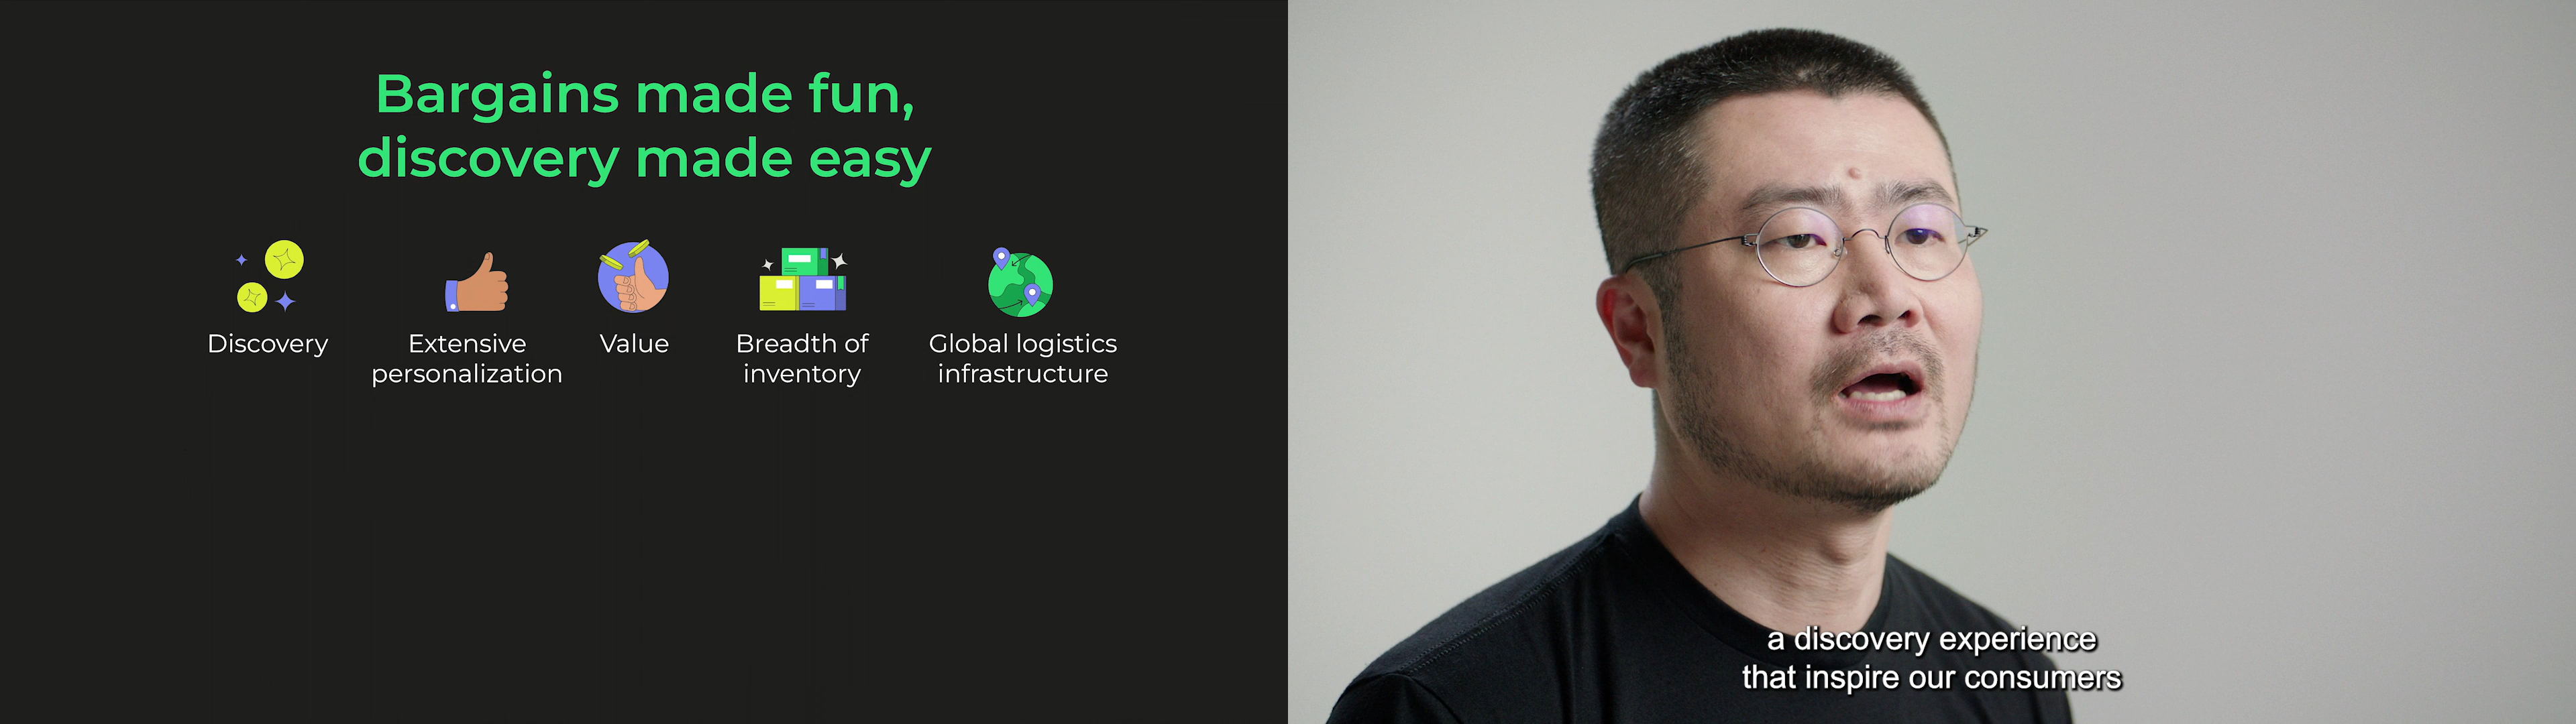 Bargains made fun,
discovery made easy
Discovery
Extensive
personalization
Value
Breadth of
inventory
Global logistics
infrastructure
a discovery experience
that inspire our consumers